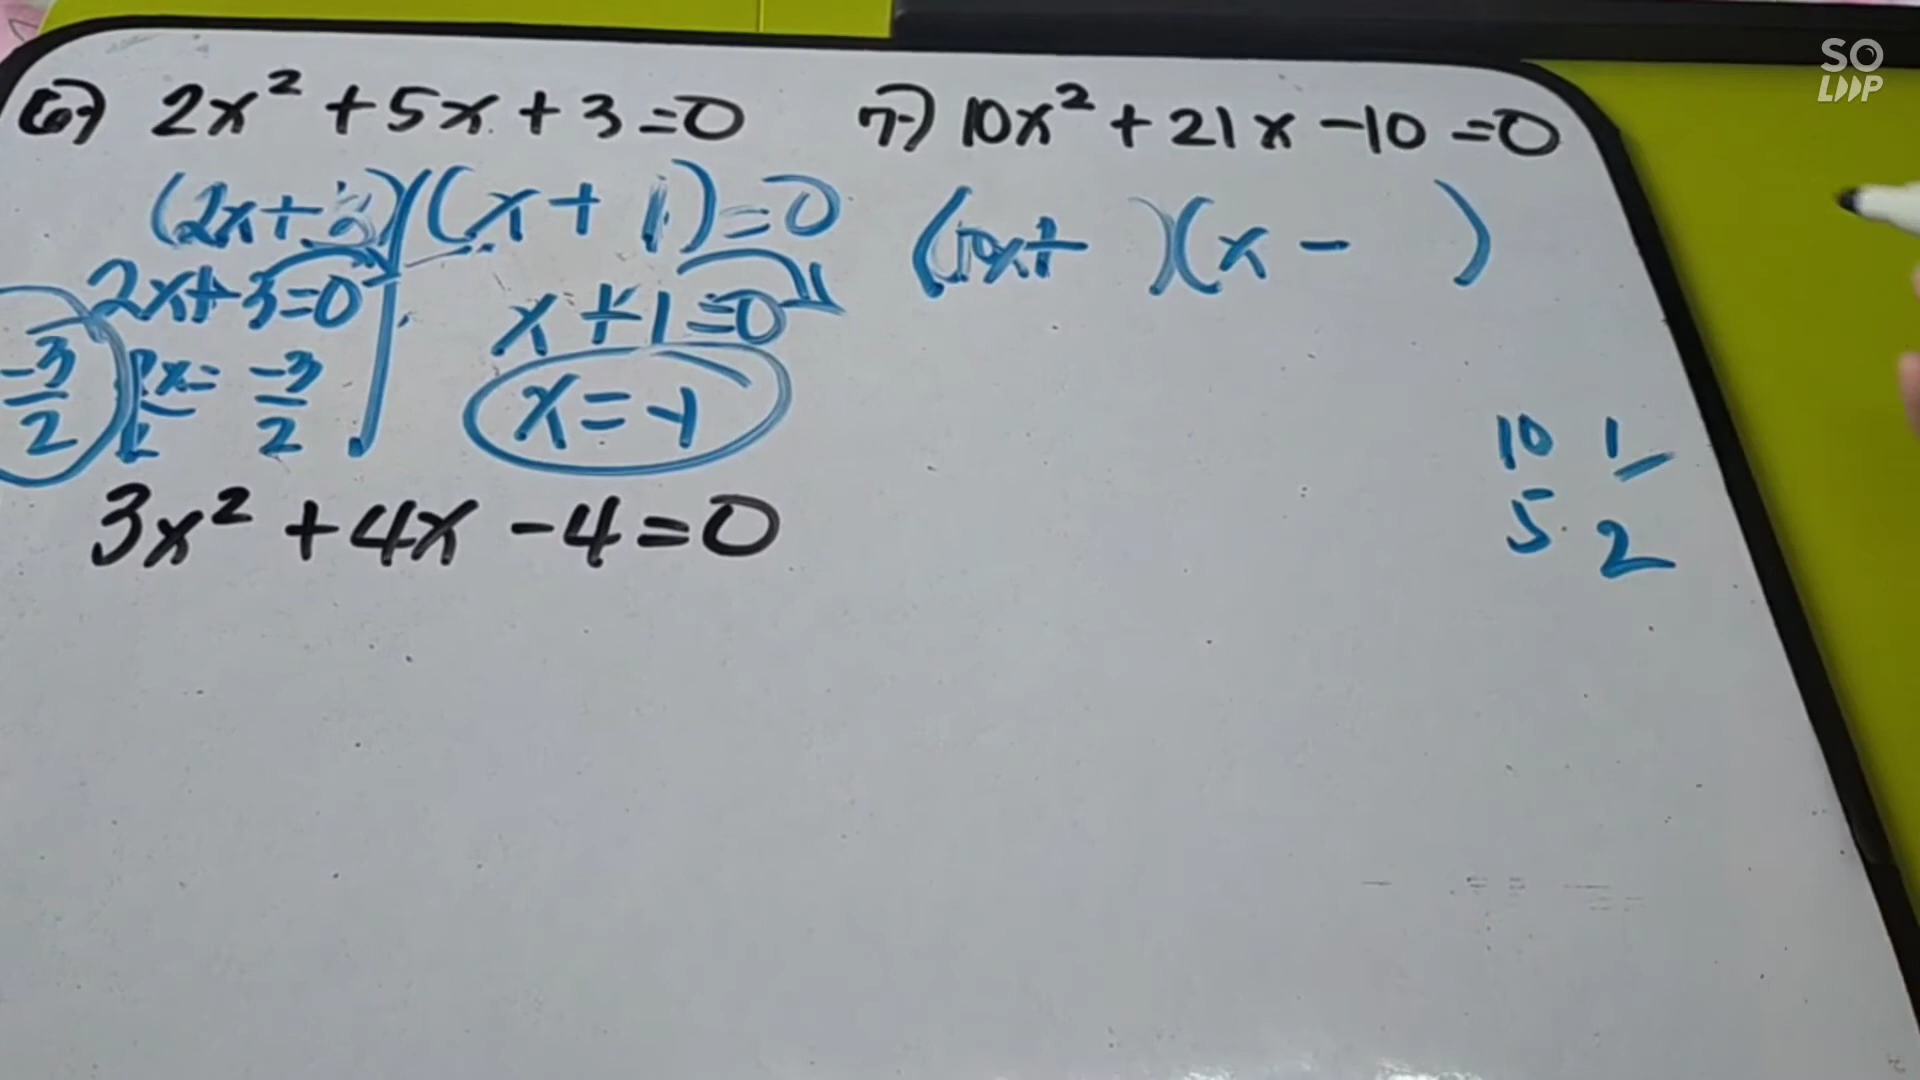 6) 2x² + 5x + 3 = 0
(2x + 3)(x + 1) = 0
2x + 3 = 0
x + 1 = 0
-3/2
2x = -3/2
x = -1
3x² + 4x - 4 = 0
7) 10x² + 21x - 10 = 0
(10x+ )(x - )
10 1
5 2
SO LOOP